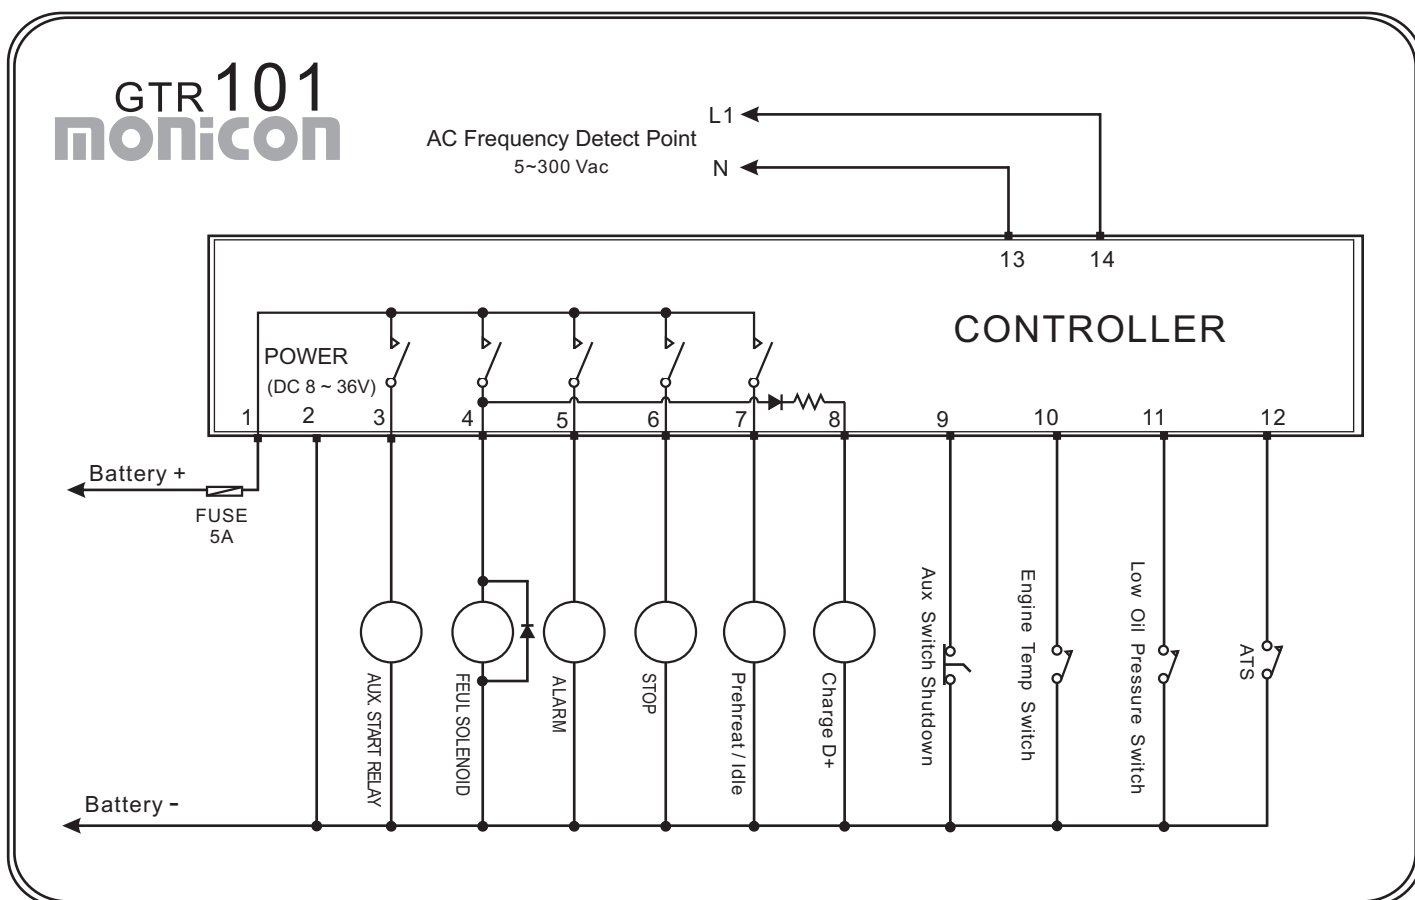 GTR 101
monicon
AC Frequency Detect Point
5~300 Vac
L1
N
13
14
CONTROLLER
POWER
(DC 8 ~ 36V)
1
2
3
4
5
6
7
8
9
10
11
12
Battery +
FUSE
5A
AUX. START RELAY
FEUL SOLENOID
ALARM
STOP
Prehreat / Idle
Charge D+
Aux Switch Shutdown
Engine Temp Switch
Low Oil Pressure Switch
ATS
Battery -